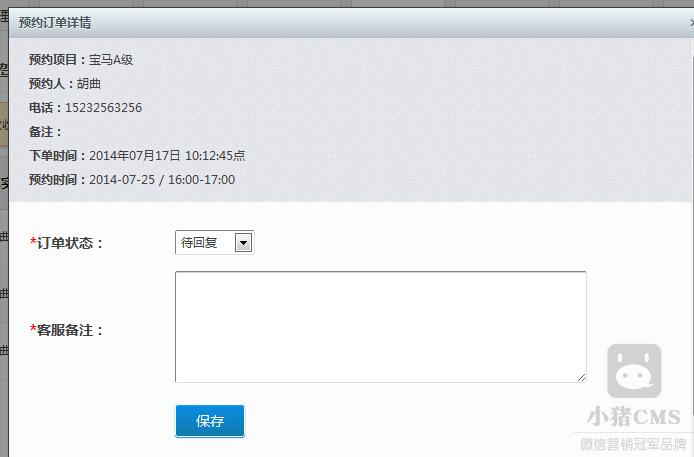 预约订单详情
预约项目：宝马A级
预约人：胡曲
电话：15232563256
备注：
下单时间：2014年07月17日 10:12:45点
预约时间：2014-07-25 / 16:00-17:00
*订单状态：
待回复
*客服备注：
保存
小猪CMS
微信营销冠军品牌